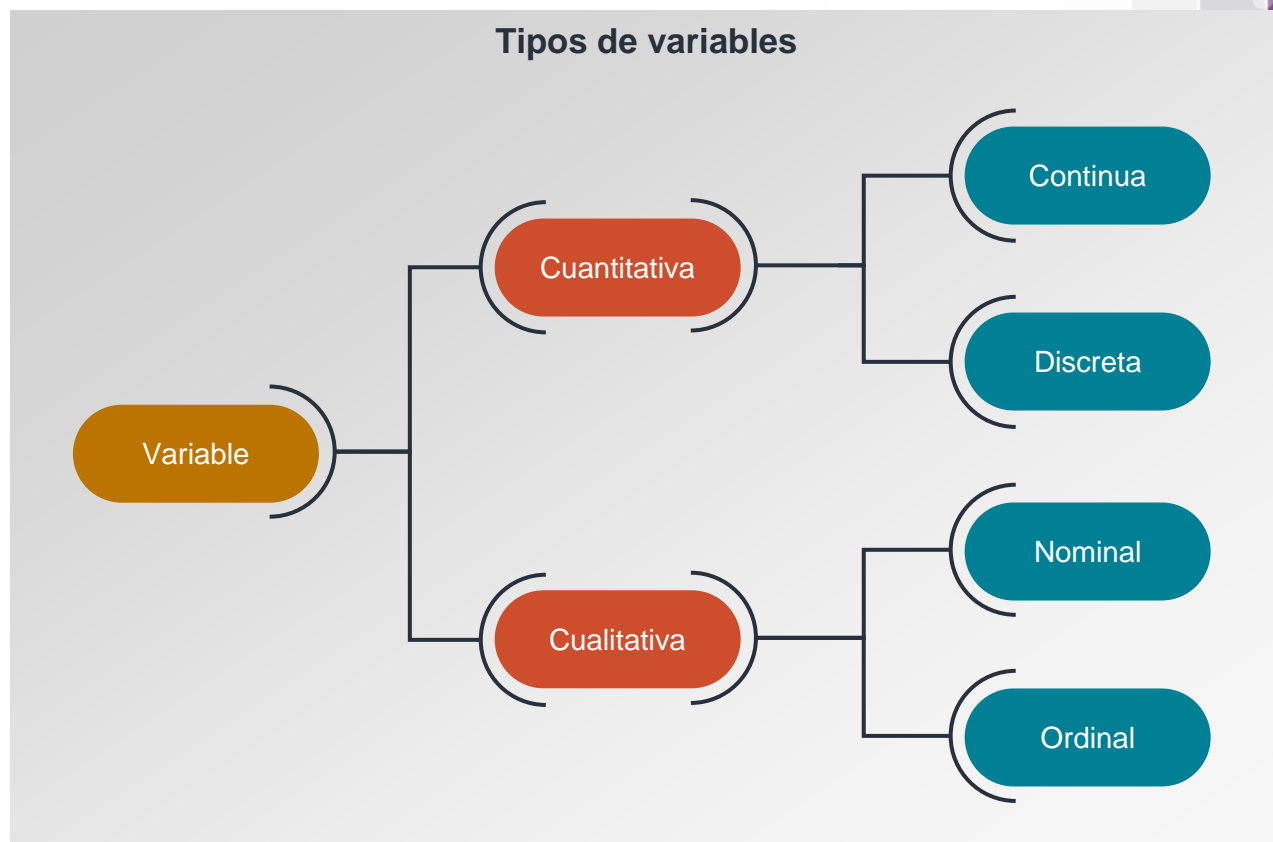 Tipos de variables
Continua
Cuantitativa
Discreta
Variable
Nominal
Cualitativa
Ordinal